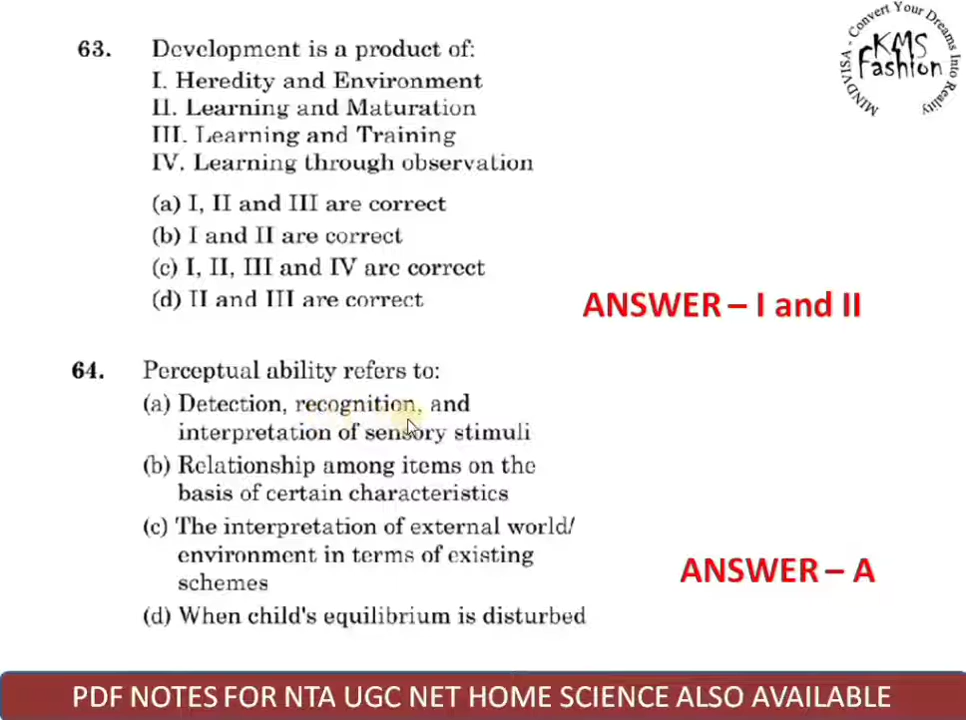 63. Development is a product of:
I. Heredity and Environment
II. Learning and Maturation
III. Learning and Training
IV. Learning through observation
(a) I, II and III are correct
(b) I and II are correct
(c) I, II, III and IV are correct
(d) II and III are correct
ANSWER – I and II
64. Perceptual ability refers to:
(a) Detection, recognition, and
interpretation of sensory stimuli
(b) Relationship among items on the
basis of certain characteristics
(c) The interpretation of external world/
environment in terms of existing
schemes
(d) When child's equilibrium is disturbed
ANSWER – A
MINDVISA - Convert Your Dreams Into Reality
KMS
Fashion
PDF NOTES FOR NTA UGC NET HOME SCIENCE ALSO AVAILABLE